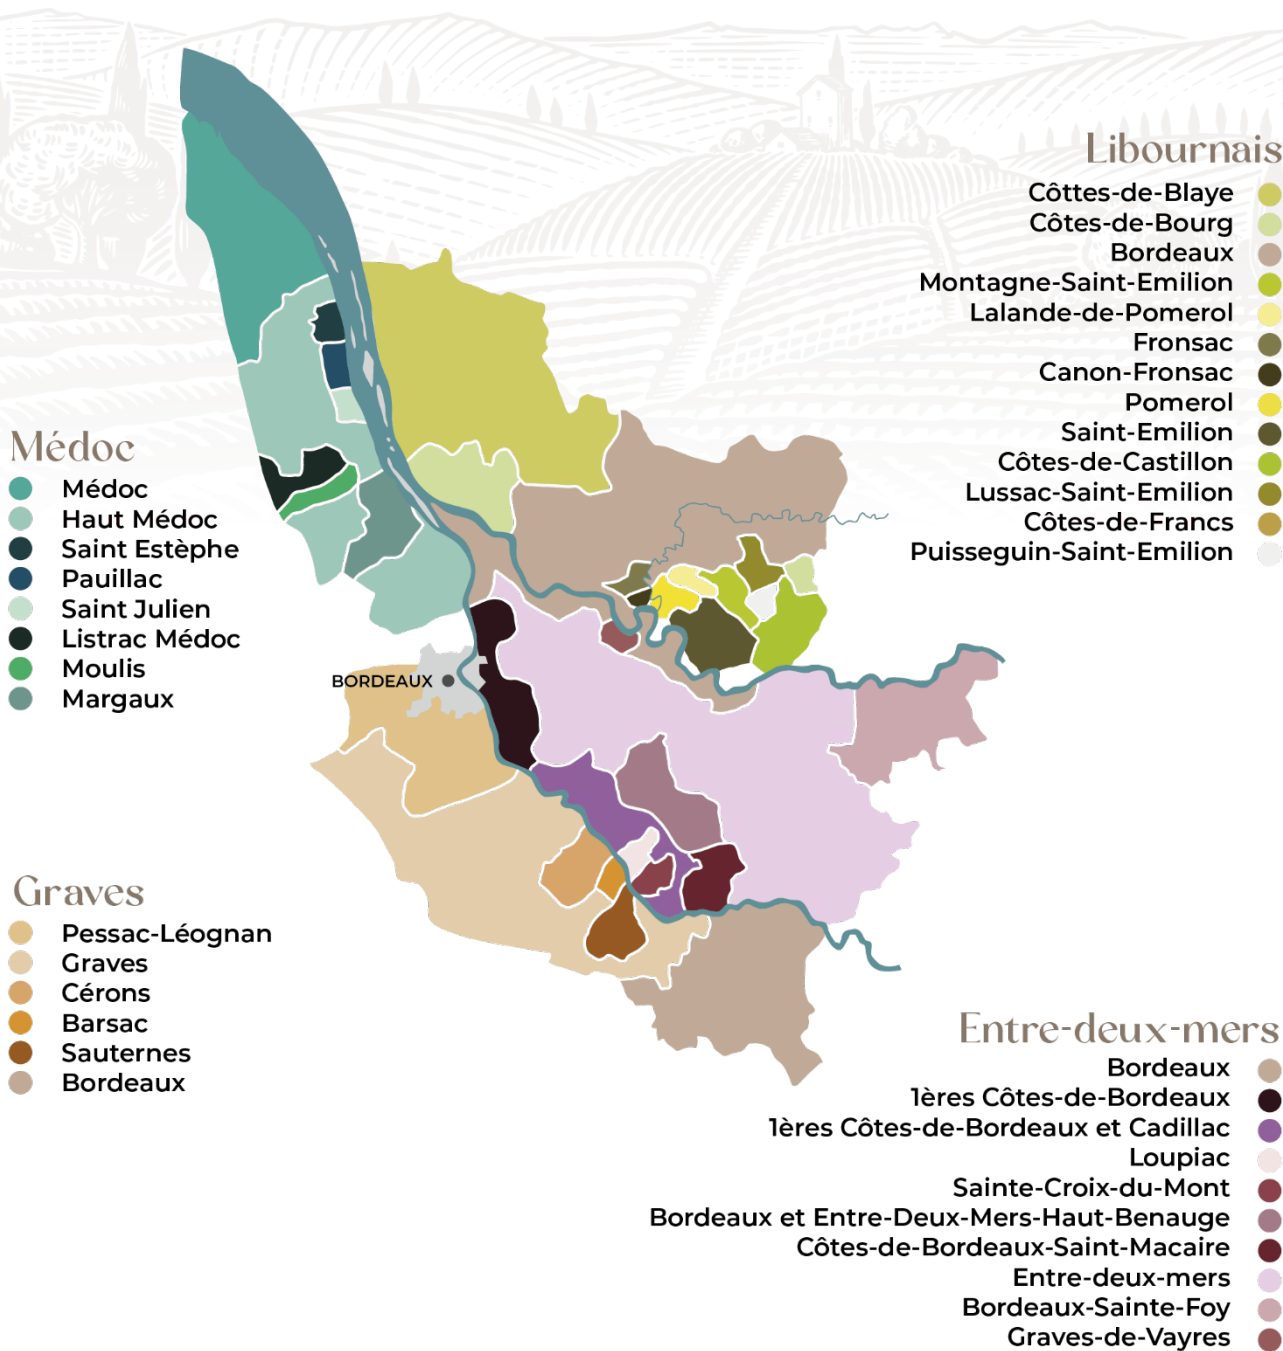 Libournais
Côttes-de-Blaye
Côtes-de-Bourg
Bordeaux
Montagne-Saint-Emilion
Lalande-de-Pomerol
Fronsac
Canon-Fronsac
Pomerol
Saint-Emilion
Côtes-de-Castillon
Lussac-Saint-Emilion
Côtes-de-Francs
Puisseguin-Saint-Emilion
Médoc
Médoc
Haut Médoc
Saint Estèphe
Pauillac
Saint Julien
Listrac Médoc
Moulis
Margaux
BORDEAUX
Graves
Pessac-Léognan
Graves
Cérons
Barsac
Sauternes
Bordeaux
Entre-deux-mers
Bordeaux
1ères Côtes-de-Bordeaux
1ères Côtes-de-Bordeaux et Cadillac
Loupiac
Sainte-Croix-du-Mont
Bordeaux et Entre-Deux-Mers-Haut-Benauge
Côtes-de-Bordeaux-Saint-Macaire
Entre-deux-mers
Bordeaux-Sainte-Foy
Graves-de-Vayres